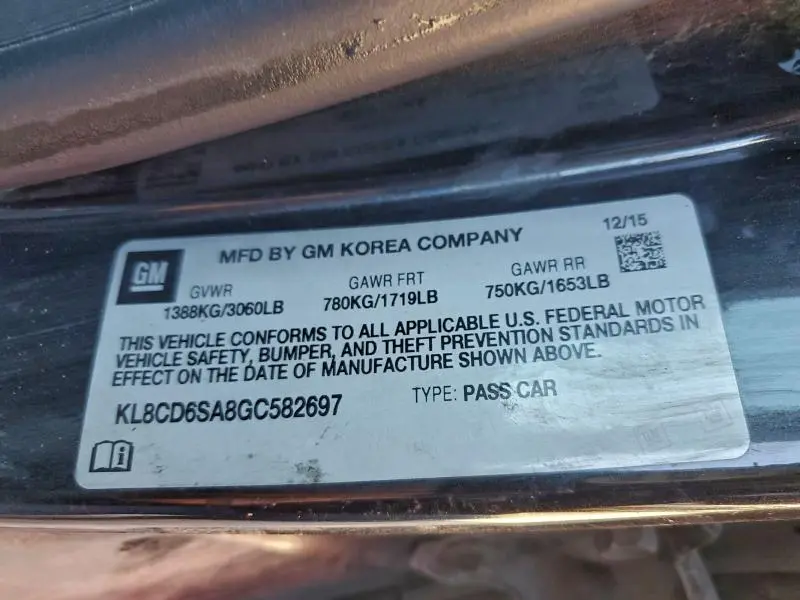 GM
MFD BY GM KOREA COMPANY
12/15
GVWR GAWR FRT GAWR RR
1388KG/3060LB 780KG/1719LB 750KG/1653LB
THIS VEHICLE CONFORMS TO ALL APPLICABLE U.S. FEDERAL MOTOR
VEHICLE SAFETY, BUMPER, AND THEFT PREVENTION STANDARDS IN
EFFECT ON THE DATE OF MANUFACTURE SHOWN ABOVE.
KL8CD6SA8GC582697 TYPE: PASS CAR